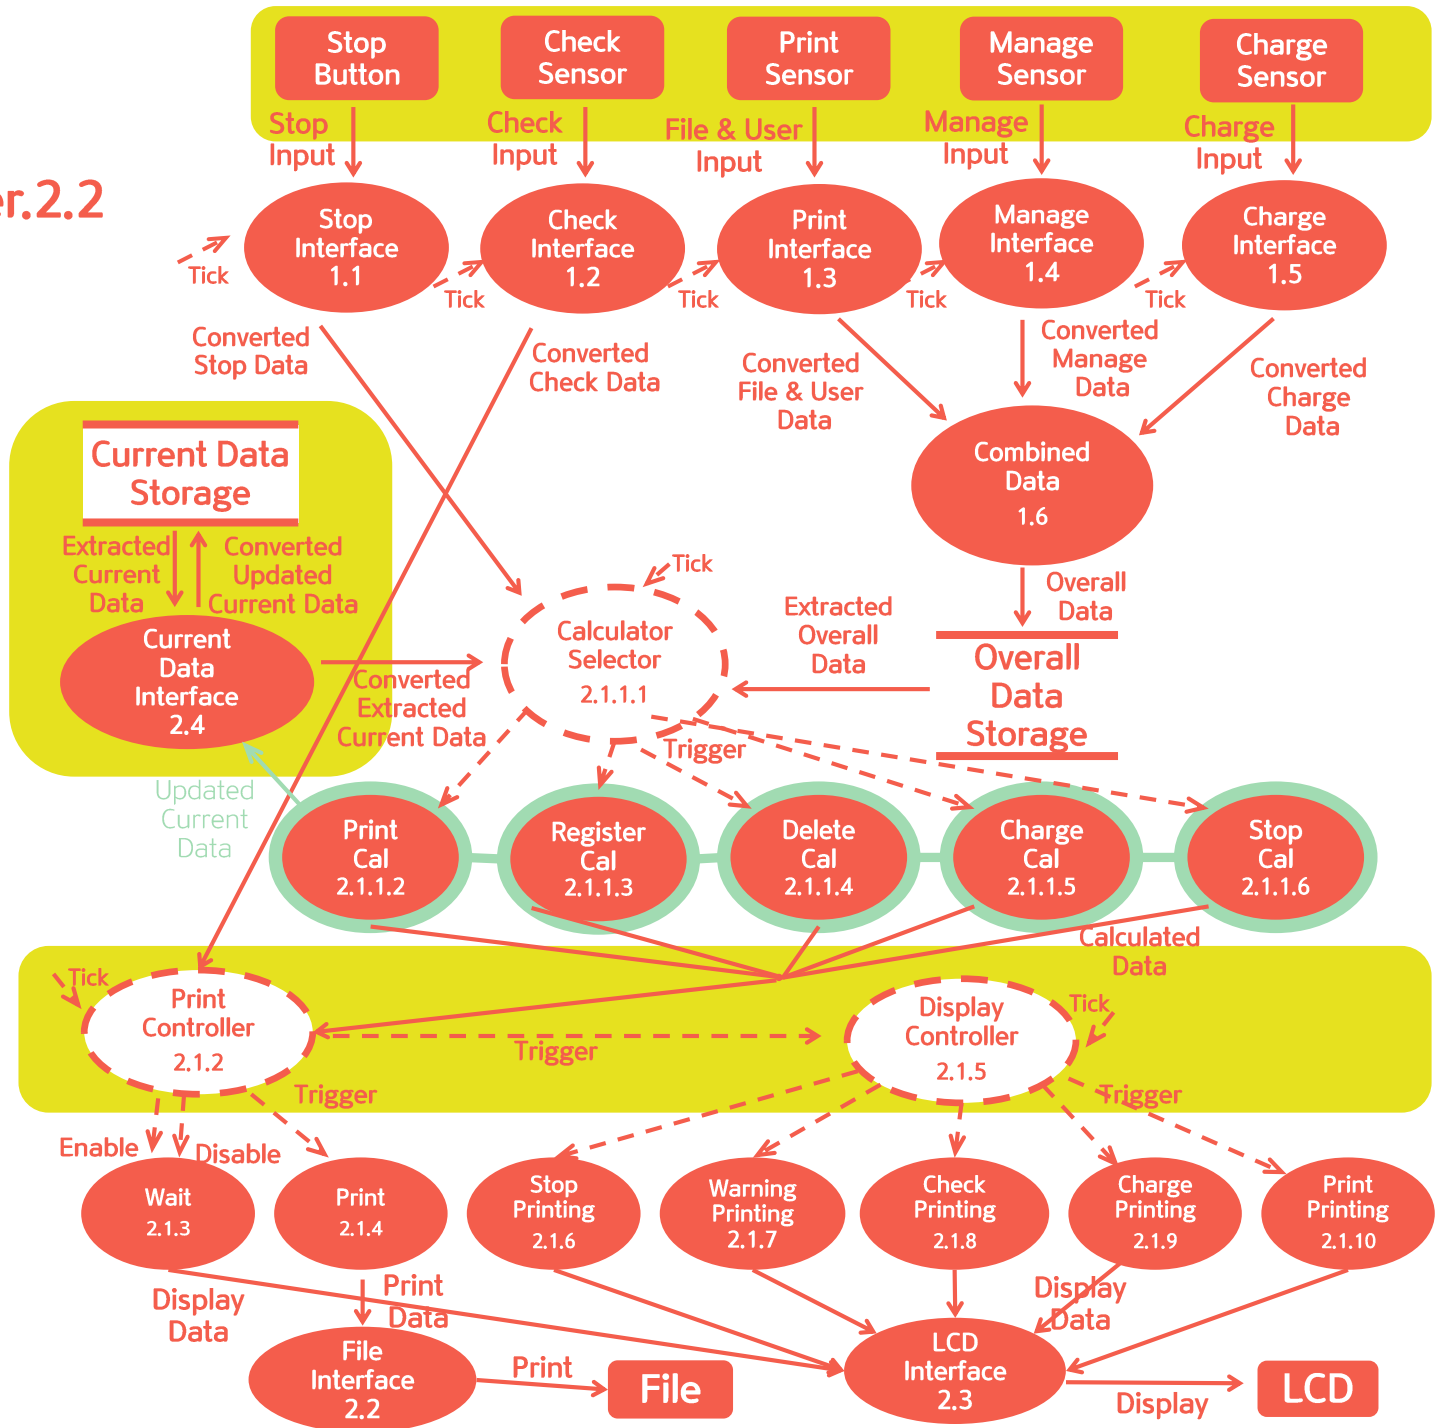 Stop
Button
Check
Sensor
Print
Sensor
Manage
Sensor
Charge
Sensor
Stop
Input
Check
Input
File & User
Input
Manage
Input
Charge
Input
er.2.2
Stop
Interface
1.1
Check
Interface
1.2
Print
Interface
1.3
Manage
Interface
1.4
Charge
Interface
1.5
Tick
Tick
Tick
Tick
Tick
Converted
Stop Data
Converted
Check Data
Converted
File & User
Data
Converted
Manage
Data
Converted
Charge
Data
Combined
Data
1.6
Current Data
Storage
Extracted
Current
Data
Converted
Updated
Current Data
Current
Data
Interface
2.4
Converted
Extracted
Current Data
Tick
Calculator
Selector
2.1.1.1
Extracted
Overall
Data
Overall
Data
Overall
Data
Storage
Trigger
Updated
Current
Data
Print
Cal
2.1.1.2
Register
Cal
2.1.1.3
Delete
Cal
2.1.1.4
Charge
Cal
2.1.1.5
Stop
Cal
2.1.1.6
Calculated
Data
Tick
Print
Controller
2.1.2
Trigger
Display
Controller
2.1.5
Tick
Trigger
Trigger
Enable
Disable
Wait
2.1.3
Print
2.1.4
Stop
Printing
2.1.6
Warning
Printing
2.1.7
Check
Printing
2.1.8
Charge
Printing
2.1.9
Print
Printing
2.1.10
Display
Data
Print
Data
Display
Data
File
Interface
2.2
Print
File
LCD
Interface
2.3
Display
LCD